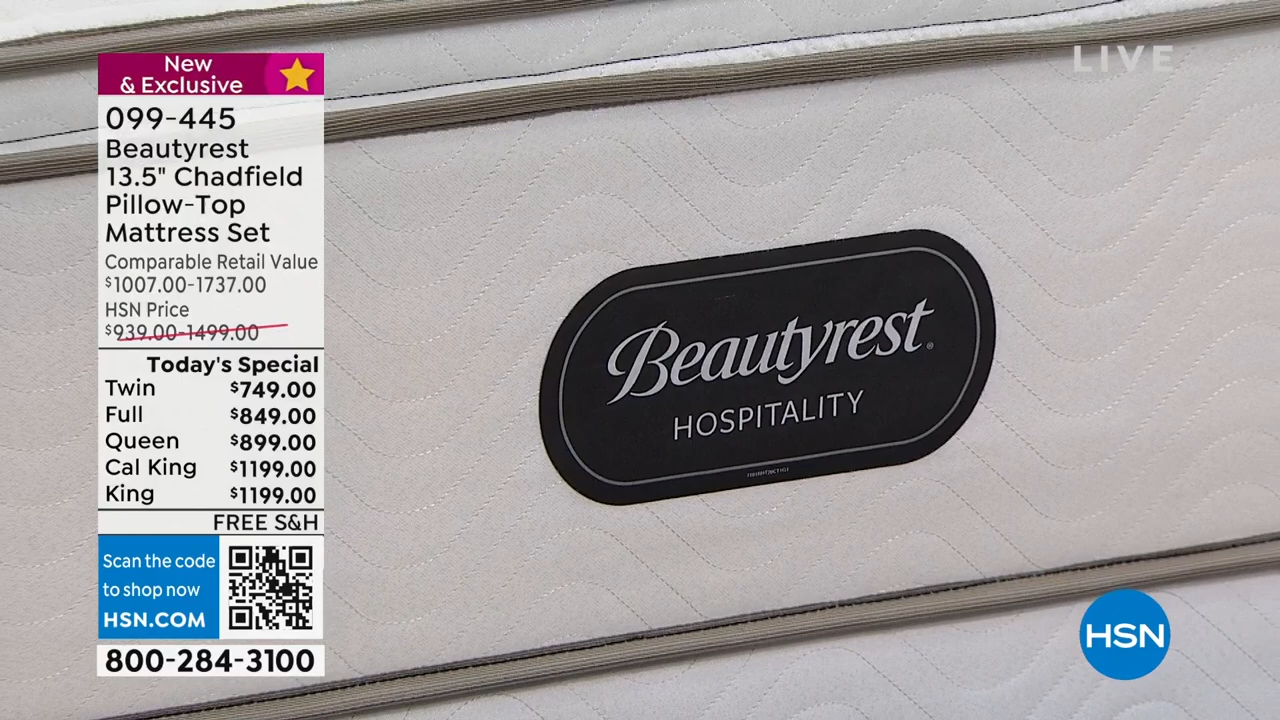 New
& Exclusive
099-445
Beautyrest
13.5" Chadfield
Pillow-Top
Mattress Set
Comparable Retail Value
$1007.00-1737.00
HSN Price
$939.00-1499.00
Today's Special
Twin $749.00
Full $849.00
Queen $899.00
Cal King $1199.00
King $1199.00
FREE S&H
Scan the code
to shop now
HSN.COM
800-284-3100
LIVE
Beautyrest®
HOSPITALITY
HSN